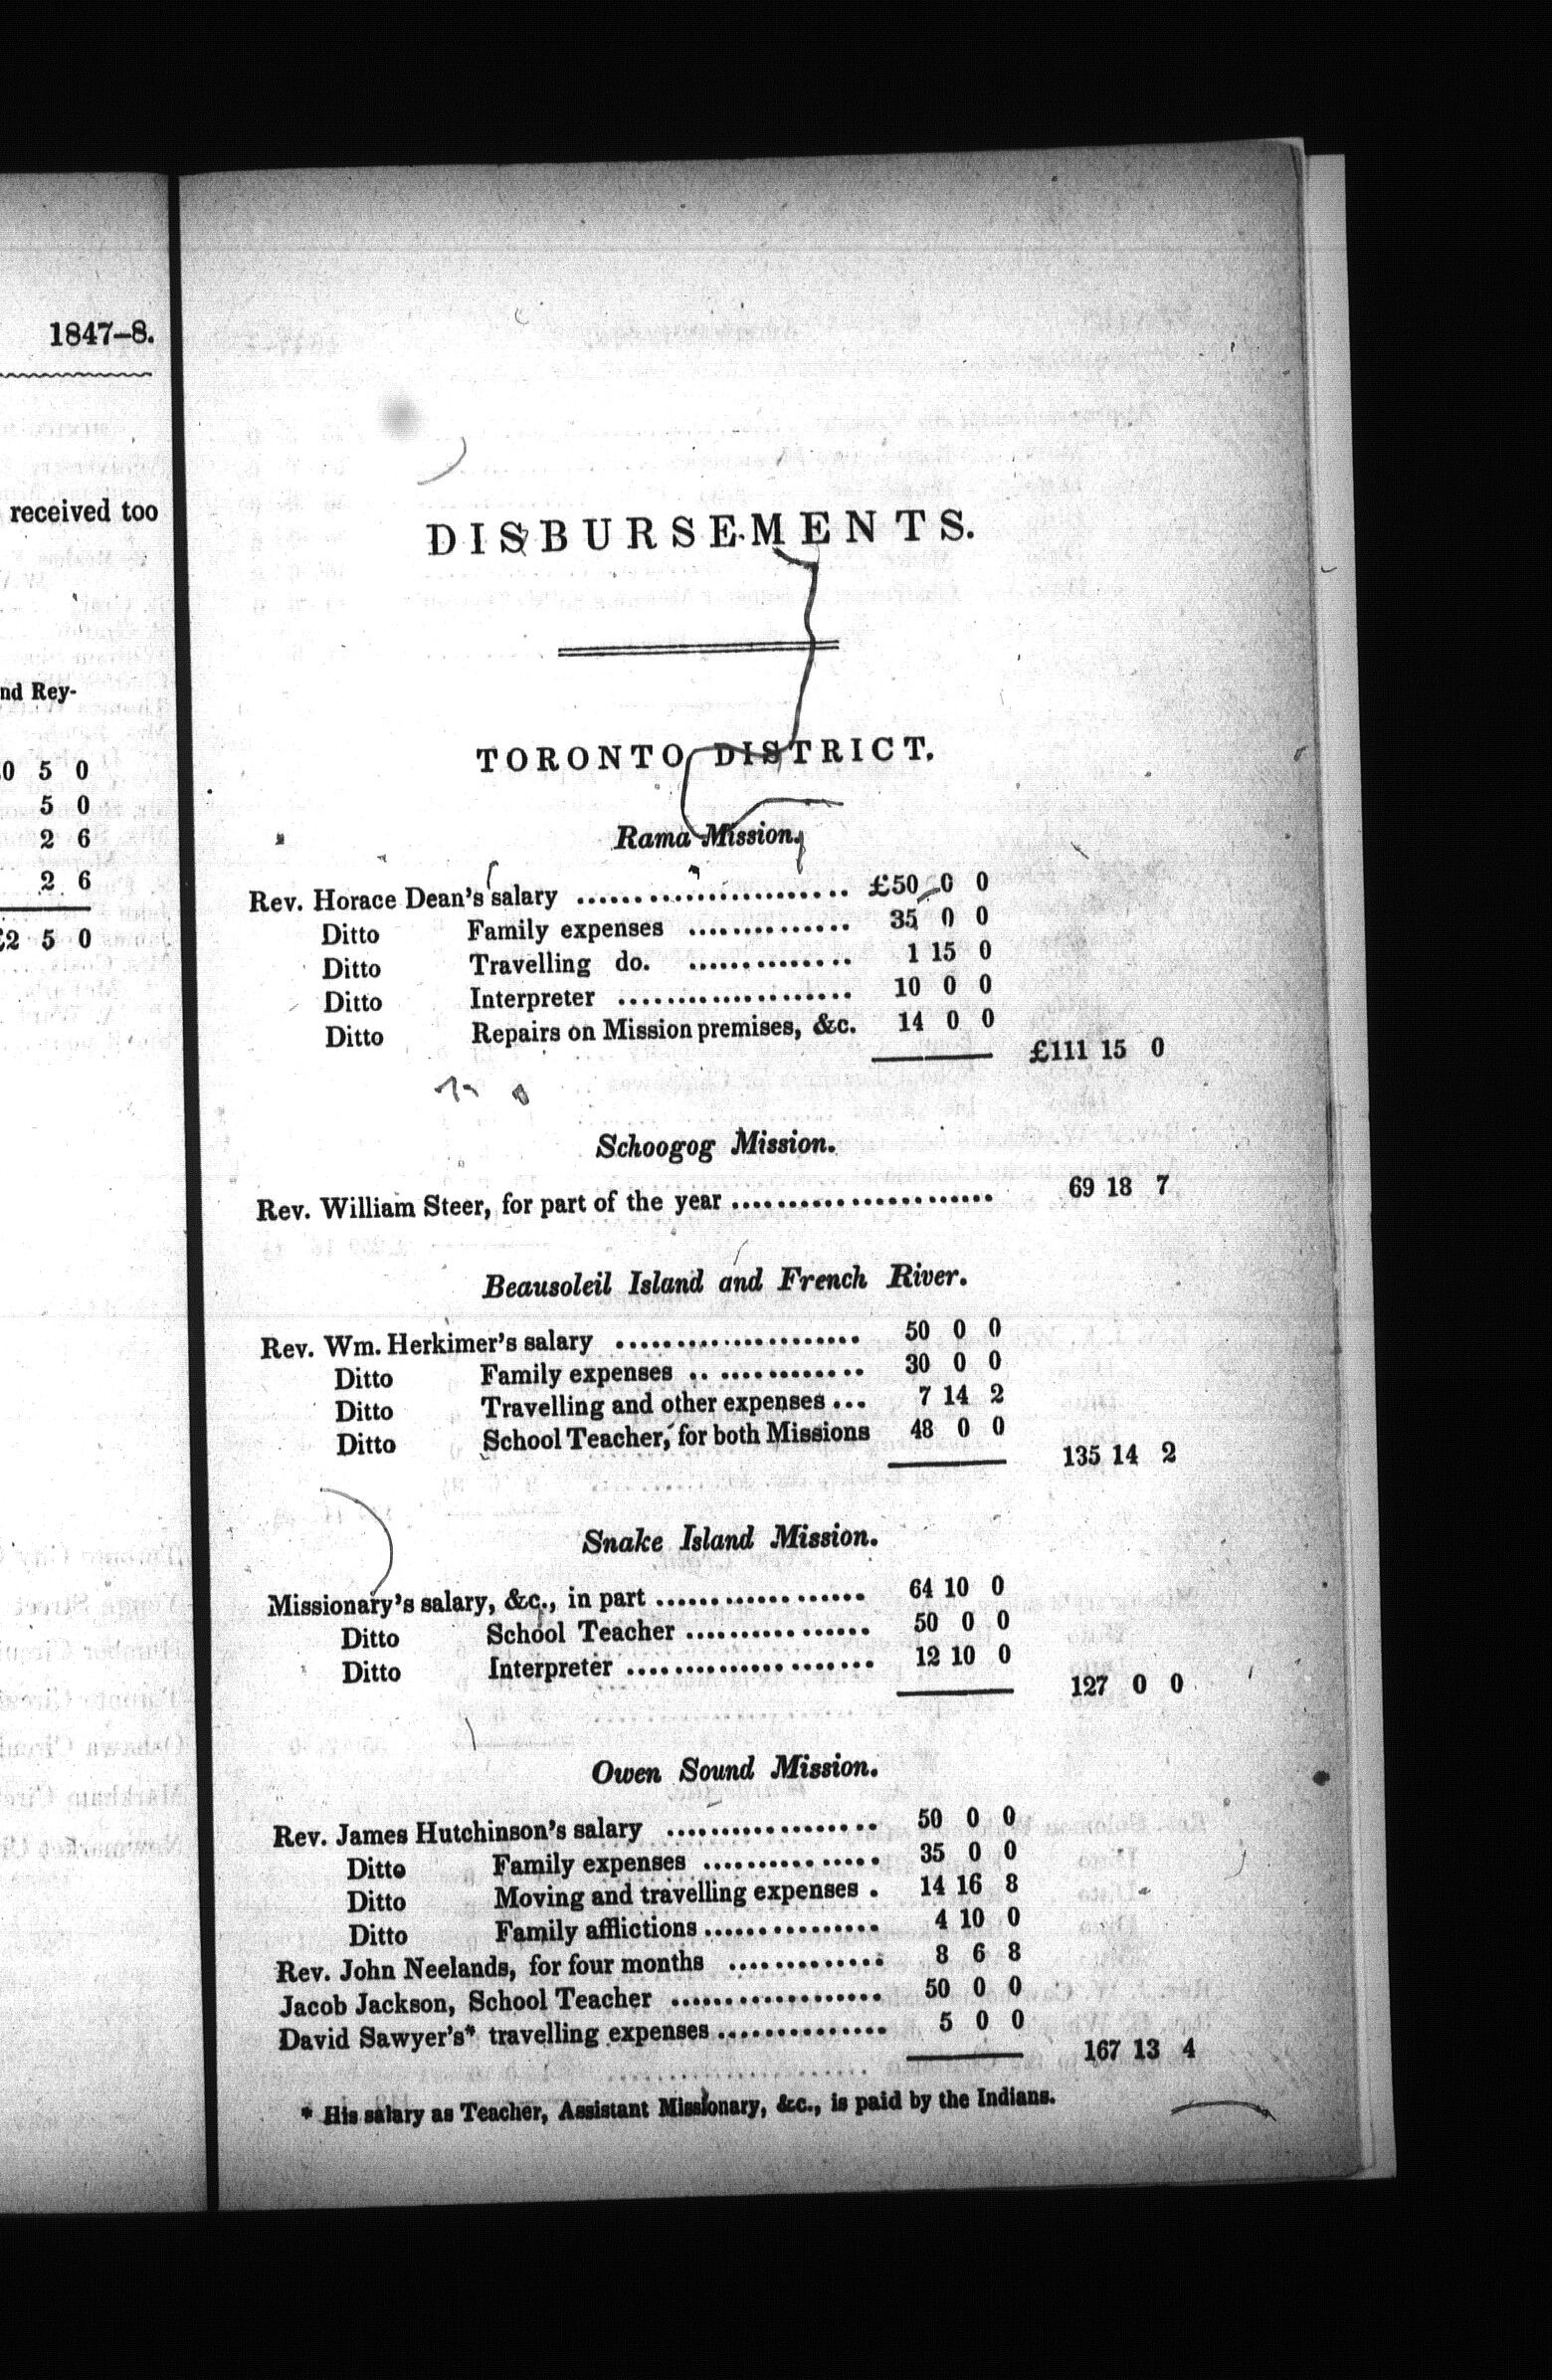 1847-8.
received too
nd Rey-
0 5 0
5 0
2 6
2 6
£2 5 0
DISBURSEMENTS.
TORONTO DISTRICT.
Rama Mission.
Rev. Horace Dean's salary ........................ £50 0 0
Ditto Family expenses .............. 35 0 0
Ditto Travelling do. .............. 1 15 0
Ditto Interpreter .................... 10 0 0
Ditto Repairs on Mission premises, &c. 14 0 0
£111 15 0
Schoogog Mission.
Rev. William Steer, for part of the year ....................... 69 18 7
Beausoleil Island and French River.
Rev. Wm. Herkimer's salary ..................... 50 0 0
Ditto Family expenses .. ............ 30 0 0
Ditto Travelling and other expenses ... 7 14 2
Ditto School Teacher, for both Missions 48 0 0
135 14 2
Snake Island Mission.
Missionary's salary, &c., in part .................. 64 10 0
Ditto School Teacher ................ 50 0 0
Ditto Interpreter ..................... 12 10 0
127 0 0
Owen Sound Mission.
Rev. James Hutchinson's salary .................. 50 0 0
Ditto Family expenses ............... 35 0 0
Ditto Moving and travelling expenses . 14 16 8
Ditto Family afflictions ............... 4 10 0
Rev. John Neelands, for four months ............. 8 6 8
Jacob Jackson, School Teacher .................. 50 0 0
David Sawyer's* travelling expenses ............... 5 0 0
167 13 4
* His salary as Teacher, Assistant Missionary, &c., is paid by the Indians.